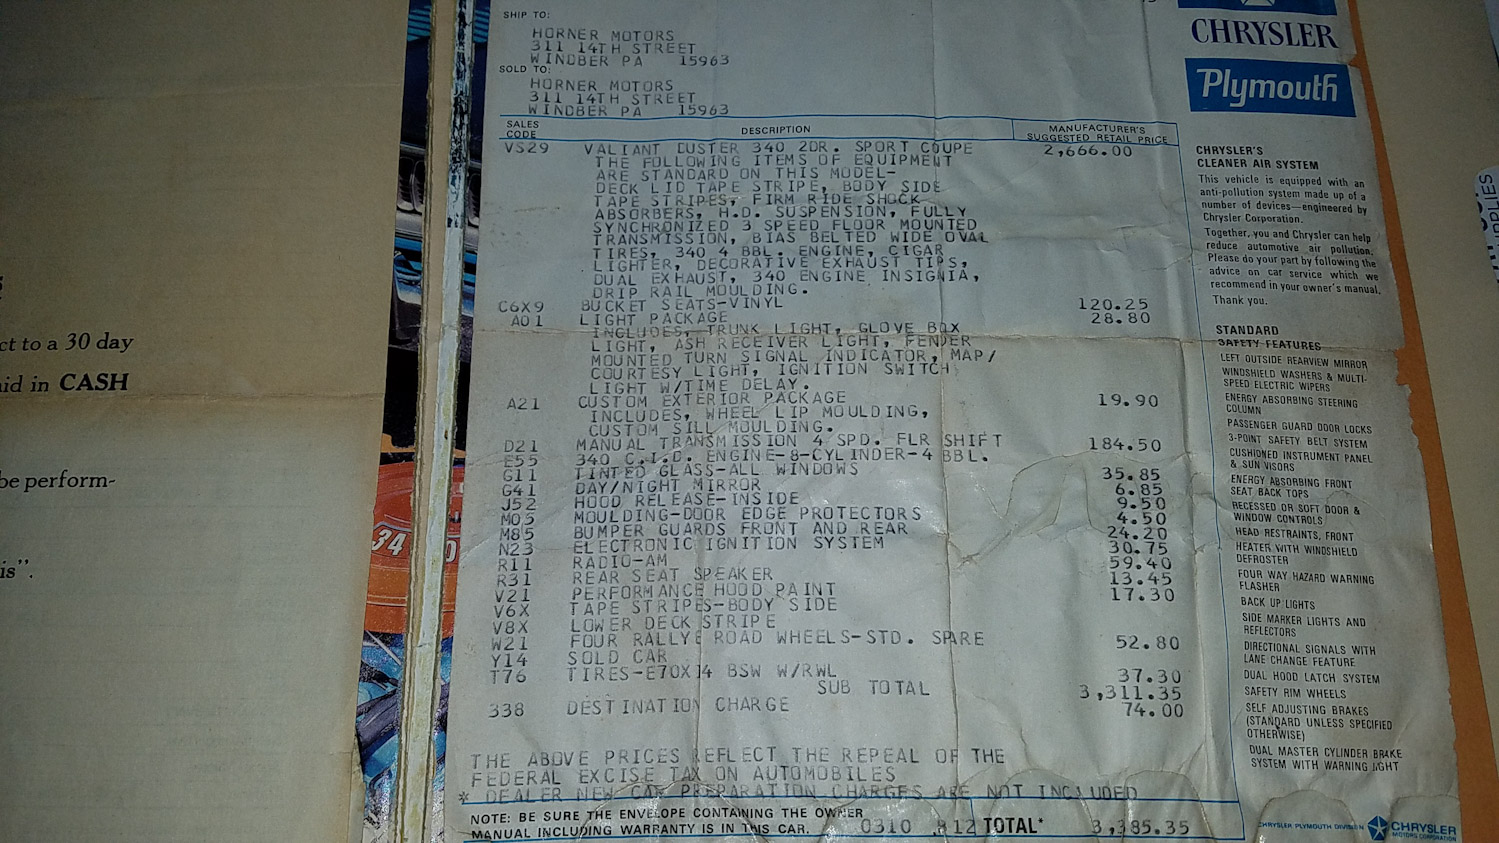 ct to a 30 day
id in CASH
be perform-
is".
34
SHIP TO:
HORNER MOTORS
311 14TH STREET
WINDBER PA 15963
SOLD TO:
HORNER MOTORS
311 14TH STREET
WINDBER PA 15963
SALES CODE DESCRIPTION MANUFACTURER'S SUGGESTED RETAIL PRICE
VS29 VALIANT DUSTER 340 2DR. SPORT COUPE 2,666.00
THE FOLLOWING ITEMS OF EQUIPMENT
ARE STANDARD ON THIS MODEL-
DECK LID TAPE STRIPE, BODY SIDE
TAPE STRIPES, FIRM RIDE SHOCK
ABSORBERS, H.D. SUSPENSION, FULLY
SYNCHRONIZED 3 SPEED FLOOR MOUNTED
TRANSMISSION, BIAS BELTED WIDE OVAL
TIRES, 340 4 BBL. ENGINE, CIGAR
LIGHTER, DECORATIVE EXHAUST TIPS,
DUAL EXHAUST, 340 ENGINE INSIGNIA,
DRIP RAIL MOULDING.
C6X9 BUCKET SEATS-VINYL 120.25
A01 LIGHT PACKAGE 28.80
INCLUDES, TRUNK LIGHT, GLOVE BOX
LIGHT, ASH RECEIVER LIGHT, FENDER
MOUNTED TURN SIGNAL INDICATOR, MAP/
COURTESY LIGHT, IGNITION SWITCH
LIGHT W/TIME DELAY.
A21 CUSTOM EXTERIOR PACKAGE 19.90
INCLUDES, WHEEL LIP MOULDING,
CUSTOM SILL MOULDING.
D21 MANUAL TRANSMISSION 4 SPD. FLR SHIFT 184.50
E55 340 C.I.D. ENGINE-8-CYLINDER-4 BBL.
G11 TINTED GLASS-ALL WINDOWS 35.85
G41 DAY/NIGHT MIRROR 6.85
J52 HOOD RELEASE-INSIDE 9.50
M05 MOULDING-DOOR EDGE PROTECTORS 4.50
M85 BUMPER GUARDS FRONT AND REAR 24.20
N23 ELECTRONIC IGNITION SYSTEM 30.75
R11 RADIO-AM 59.40
R31 REAR SEAT SPEAKER 13.45
V21 PERFORMANCE HOOD PAINT 17.30
V6X TAPE STRIPES-BODY SIDE
V8X LOWER DECK STRIPE
W21 FOUR RALLYE ROAD WHEELS-STD. SPARE 52.80
Y14 SOLD CAR
T76 TIRES-E70X14 BSW W/RWL 37.30
SUB TOTAL 3,311.35
338 DESTINATION CHARGE 74.00
THE ABOVE PRICES REFLECT THE REPEAL OF THE
FEDERAL EXCISE TAX ON AUTOMOBILES
* DEALER NEW CAR PREPARATION CHARGES ARE NOT INCLUDED
NOTE: BE SURE THE ENVELOPE CONTAINING THE OWNER
MANUAL INCLUDING WARRANTY IS IN THIS CAR. 0310 B12 TOTAL* 3,385.35
CHRYSLER
Plymouth
CHRYSLER'S
CLEANER AIR SYSTEM
This vehicle is equipped with an
anti-pollution system made up of a
number of devices—engineered by
Chrysler Corporation.
Together, you and Chrysler can help
reduce automotive air pollution.
Please do your part by following the
advice on car service which we
recommend in your owner's manual.
Thank you.
STANDARD
SAFETY FEATURES
LEFT OUTSIDE REARVIEW MIRROR
WINDSHIELD WASHERS & MULTI-
SPEED ELECTRIC WIPERS
ENERGY ABSORBING STEERING
COLUMN
PASSENGER GUARD DOOR LOCKS
3-POINT SAFETY BELT SYSTEM
CUSHIONED INSTRUMENT PANEL
& SUN VISORS
ENERGY ABSORBING FRONT
SEAT BACK TOPS
RECESSED OR SOFT DOOR &
WINDOW CONTROLS
HEAD RESTRAINTS, FRONT
HEATER WITH WINDSHIELD
DEFROSTER
FOUR WAY HAZARD WARNING
FLASHER
BACK UP LIGHTS
SIDE MARKER LIGHTS AND
REFLECTORS
DIRECTIONAL SIGNALS WITH
LANE CHANGE FEATURE
DUAL HOOD LATCH SYSTEM
SAFETY RIM WHEELS
SELF ADJUSTING BRAKES
(STANDARD UNLESS SPECIFIED
OTHERWISE)
DUAL MASTER CYLINDER BRAKE
SYSTEM WITH WARNING LIGHT
CHRYSLER PLYMOUTH DIVISION CHRYSLER
MOTORS CORPORATION